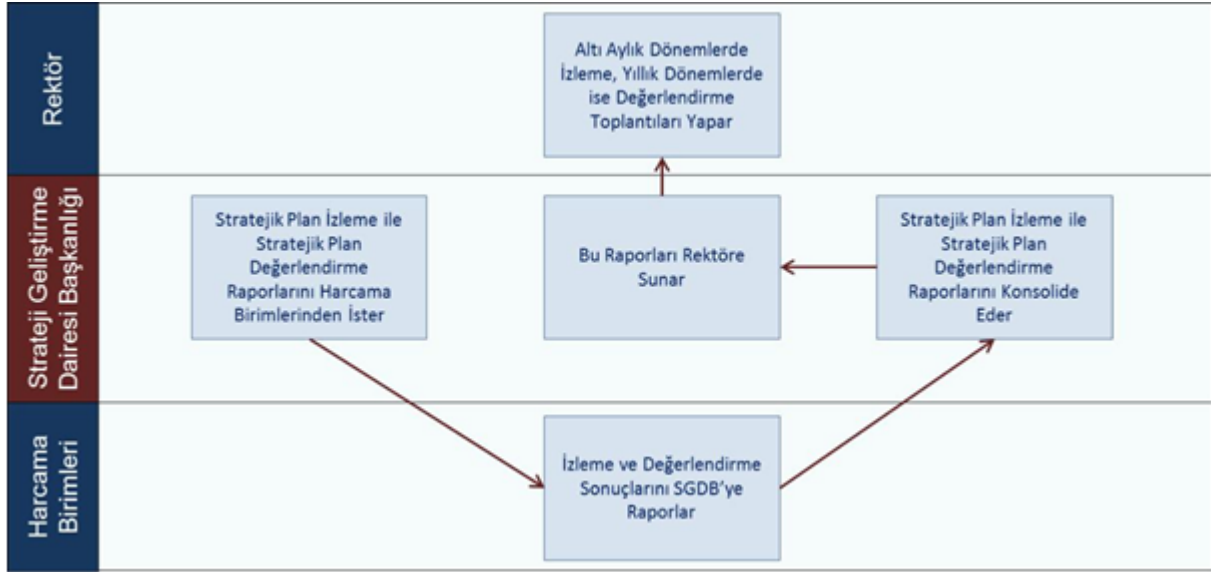 Rektör
Altı Aylık Dönemlerde
İzleme, Yıllık Dönemlerde
ise Değerlendirme
Toplantıları Yapar
Strateji Geliştirme
Dairesi Başkanlığı
Stratejik Plan İzleme ile
Stratejik Plan
Değerlendirme
Raporlarını Harcama
Birimlerinden İster
Bu Raporları Rektöre
Sunar
Stratejik Plan İzleme ile
Stratejik Plan
Değerlendirme
Raporlarını Konsolide
Eder
Harcama
Birimleri
İzleme ve Değerlendirme
Sonuçlarını SGDB’ye
Raporlar